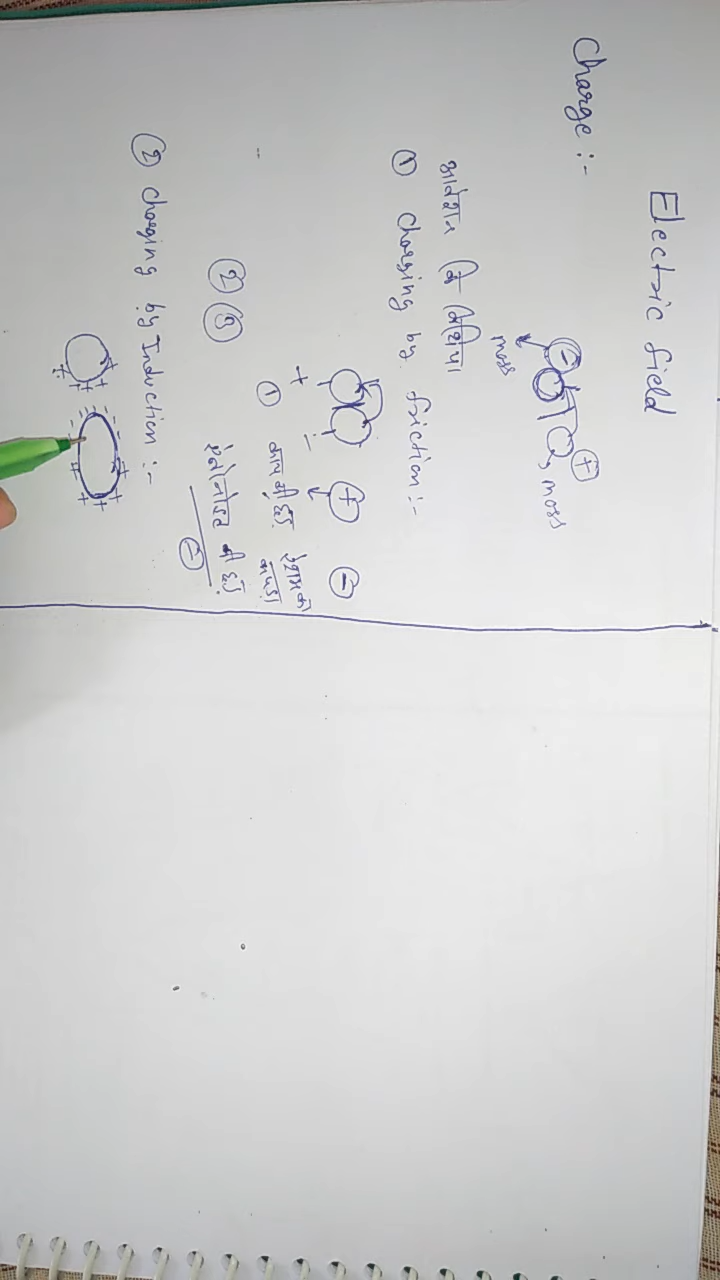 Electric field
Charge :-
⊖ ⊕
mass mass
आवेशन की क्रिया
① Charging by friction :-
+ - ⊕ ⊖
① काँच की छड़ रेशम का कपड़ा
② ③ एबोनाइट की छड़
⊖
② charging by Induction :-